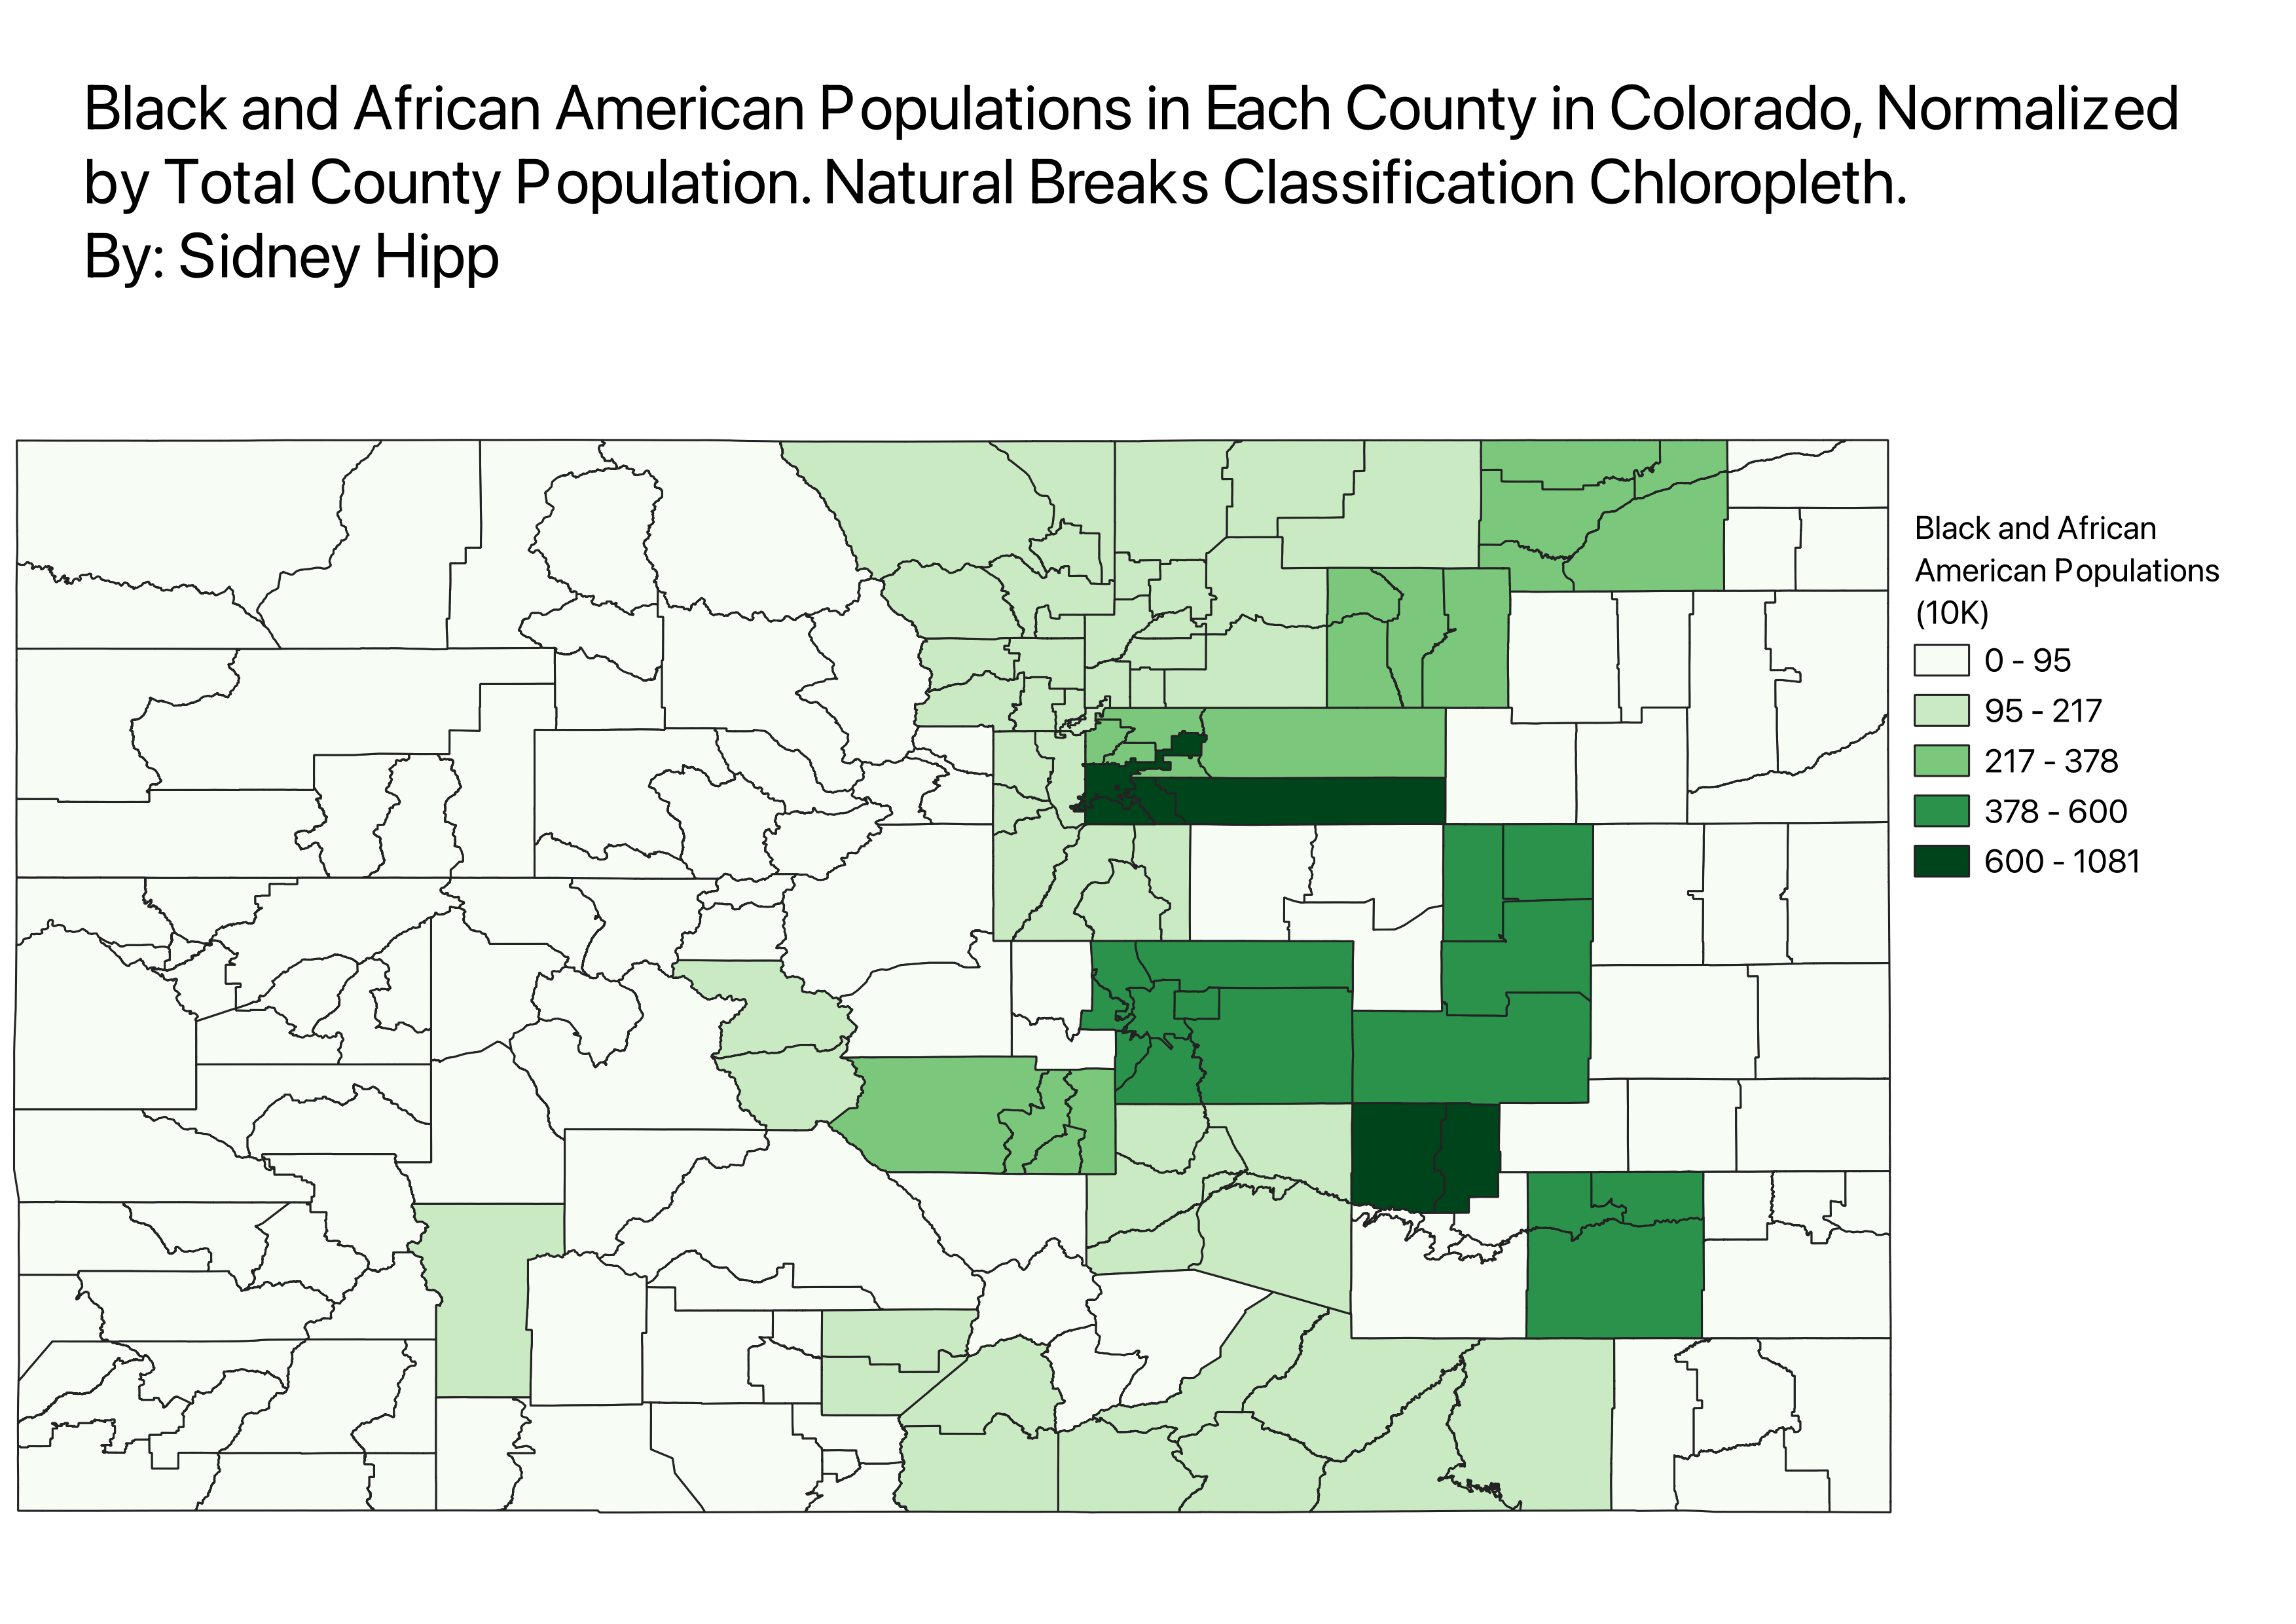 Black and African American Populations in Each County in Colorado, Normalized
by Total County Population. Natural Breaks Classification Chloropleth.
By: Sidney Hipp
Black and African
American Populations
(10K)
0 - 95
95 - 217
217 - 378
378 - 600
600 - 1081